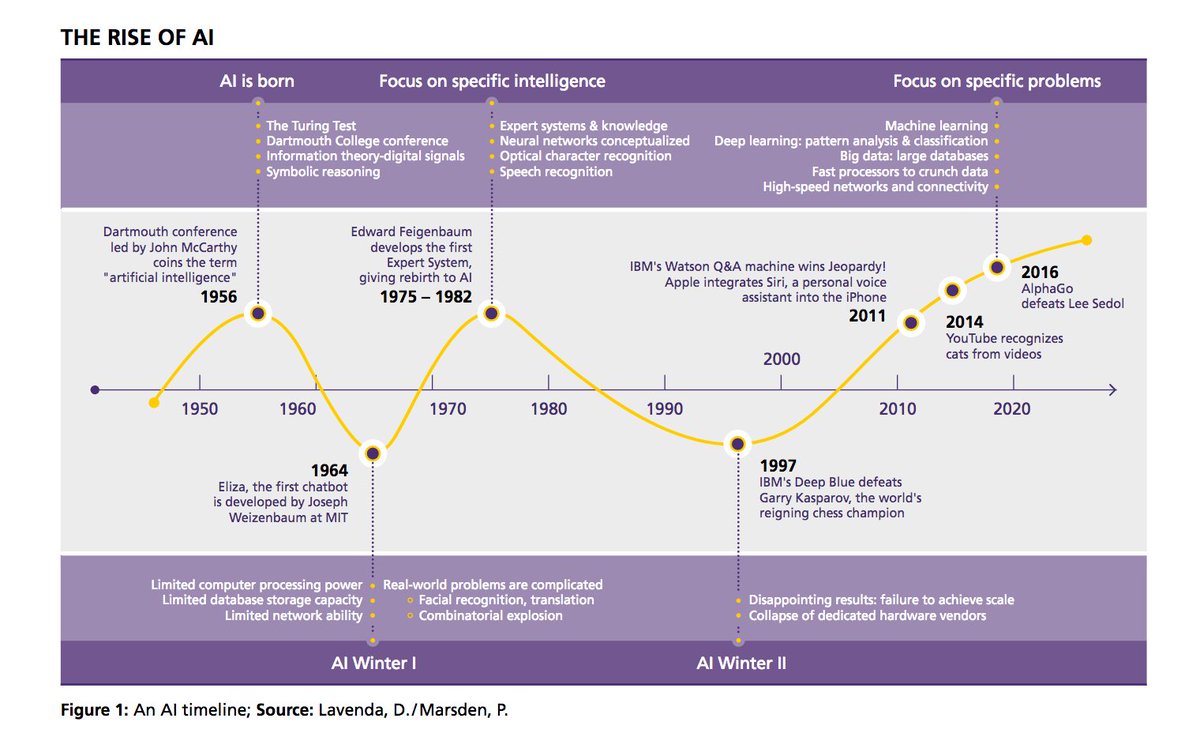 THE RISE OF AI
AI is born
Focus on specific intelligence
Focus on specific problems
The Turing Test
Dartmouth College conference
Information theory-digital signals
Symbolic reasoning
Expert systems & knowledge
Neural networks conceptualized
Optical character recognition
Speech recognition
Machine learning
Deep learning: pattern analysis & classification
Big data: large databases
Fast processors to crunch data
High-speed networks and connectivity
Dartmouth conference
led by John McCarthy
coins the term
"artificial intelligence"
1956
Edward Feigenbaum
develops the first
Expert System,
giving rebirth to AI
1975 – 1982
IBM's Watson Q&A machine wins Jeopardy!
Apple integrates Siri, a personal voice
assistant into the iPhone
2011
2016
AlphaGo
defeats Lee Sedol
2014
YouTube recognizes
cats from videos
1950
1960
1970
1980
1990
2000
2010
2020
1964
Eliza, the first chatbot
is developed by Joseph
Weizenbaum at MIT
1997
IBM's Deep Blue defeats
Garry Kasparov, the world's
reigning chess champion
Limited computer processing power
Limited database storage capacity
Limited network ability
Real-world problems are complicated
Facial recognition, translation
Combinatorial explosion
Disappointing results: failure to achieve scale
Collapse of dedicated hardware vendors
AI Winter I
AI Winter II
Figure 1: An AI timeline; Source: Lavenda, D./Marsden, P.